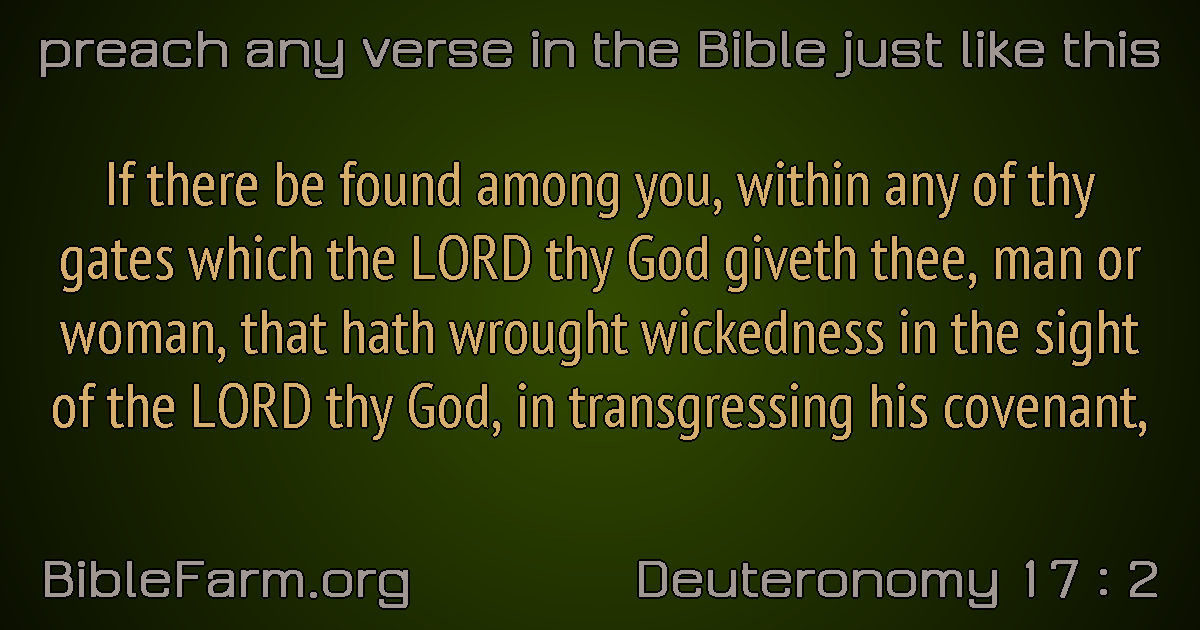 preach any verse in the Bible just like this
If there be found among you, within any of thy
gates which the LORD thy God giveth thee, man or
woman, that hath wrought wickedness in the sight
of the LORD thy God, in transgressing his covenant,
BibleFarm.org
Deuteronomy 17 : 2